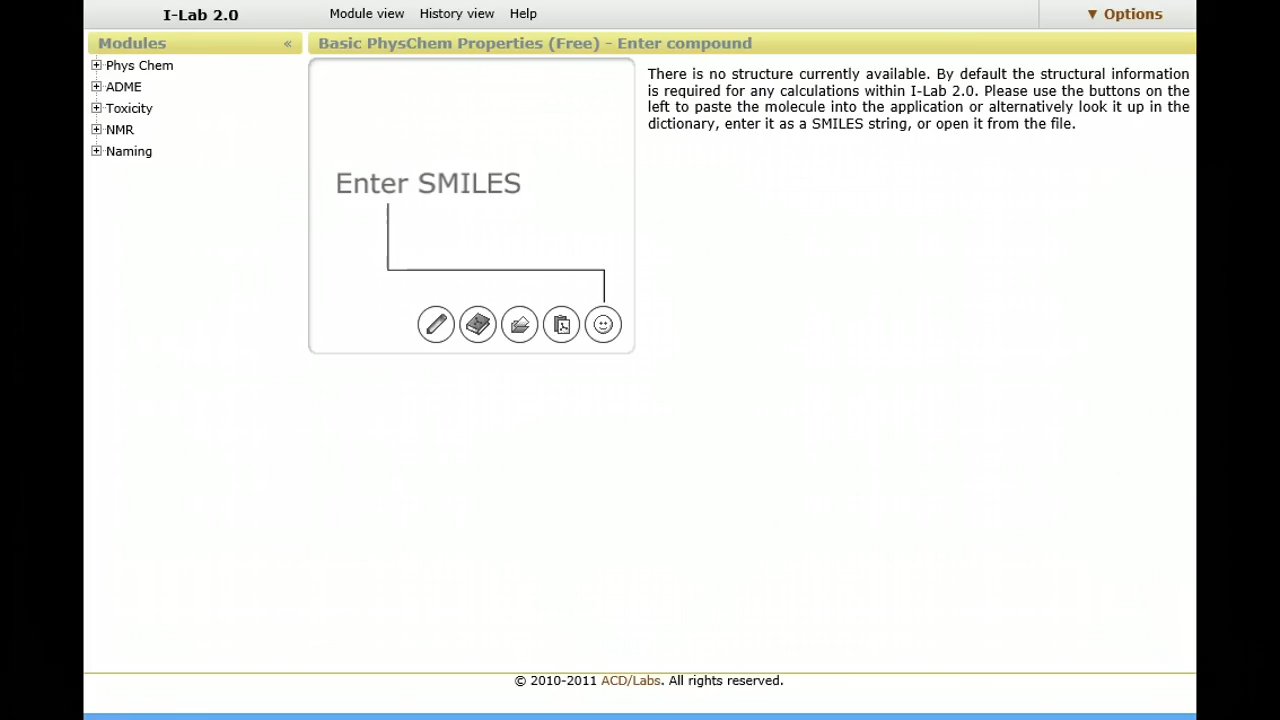 I-Lab 2.0
Module view
History view
Help
▼ Options
Modules «
Basic PhysChem Properties (Free) - Enter compound
Phys Chem
ADME
Toxicity
NMR
Naming
Enter SMILES
There is no structure currently available. By default the structural information
is required for any calculations within I-Lab 2.0. Please use the buttons on the
left to paste the molecule into the application or alternatively look it up in the
dictionary, enter it as a SMILES string, or open it from the file.
© 2010-2011 ACD/Labs. All rights reserved.